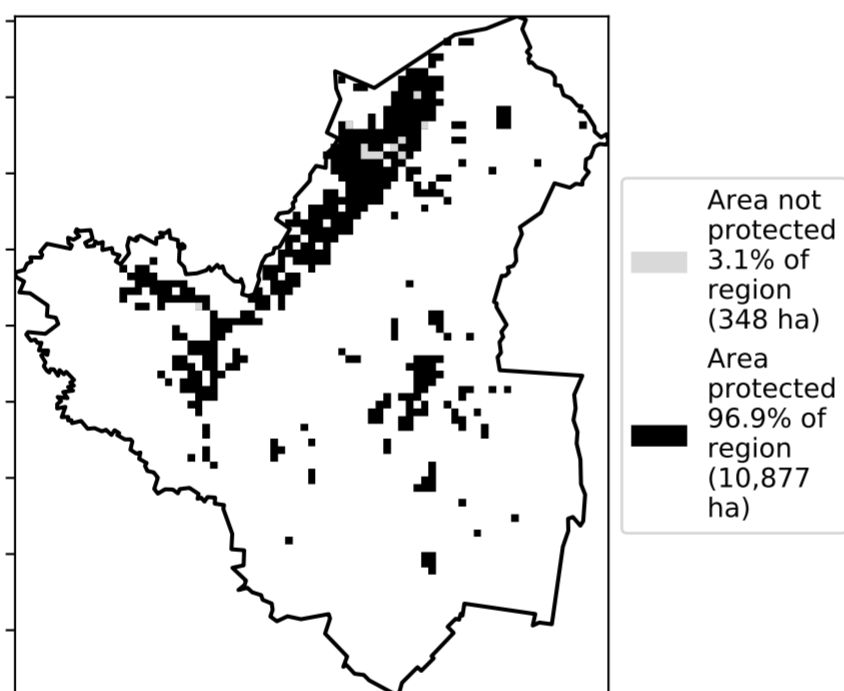 Area not
protected
3.1% of
region
(348 ha)
Area
protected
96.9% of
region
(10,877
ha)